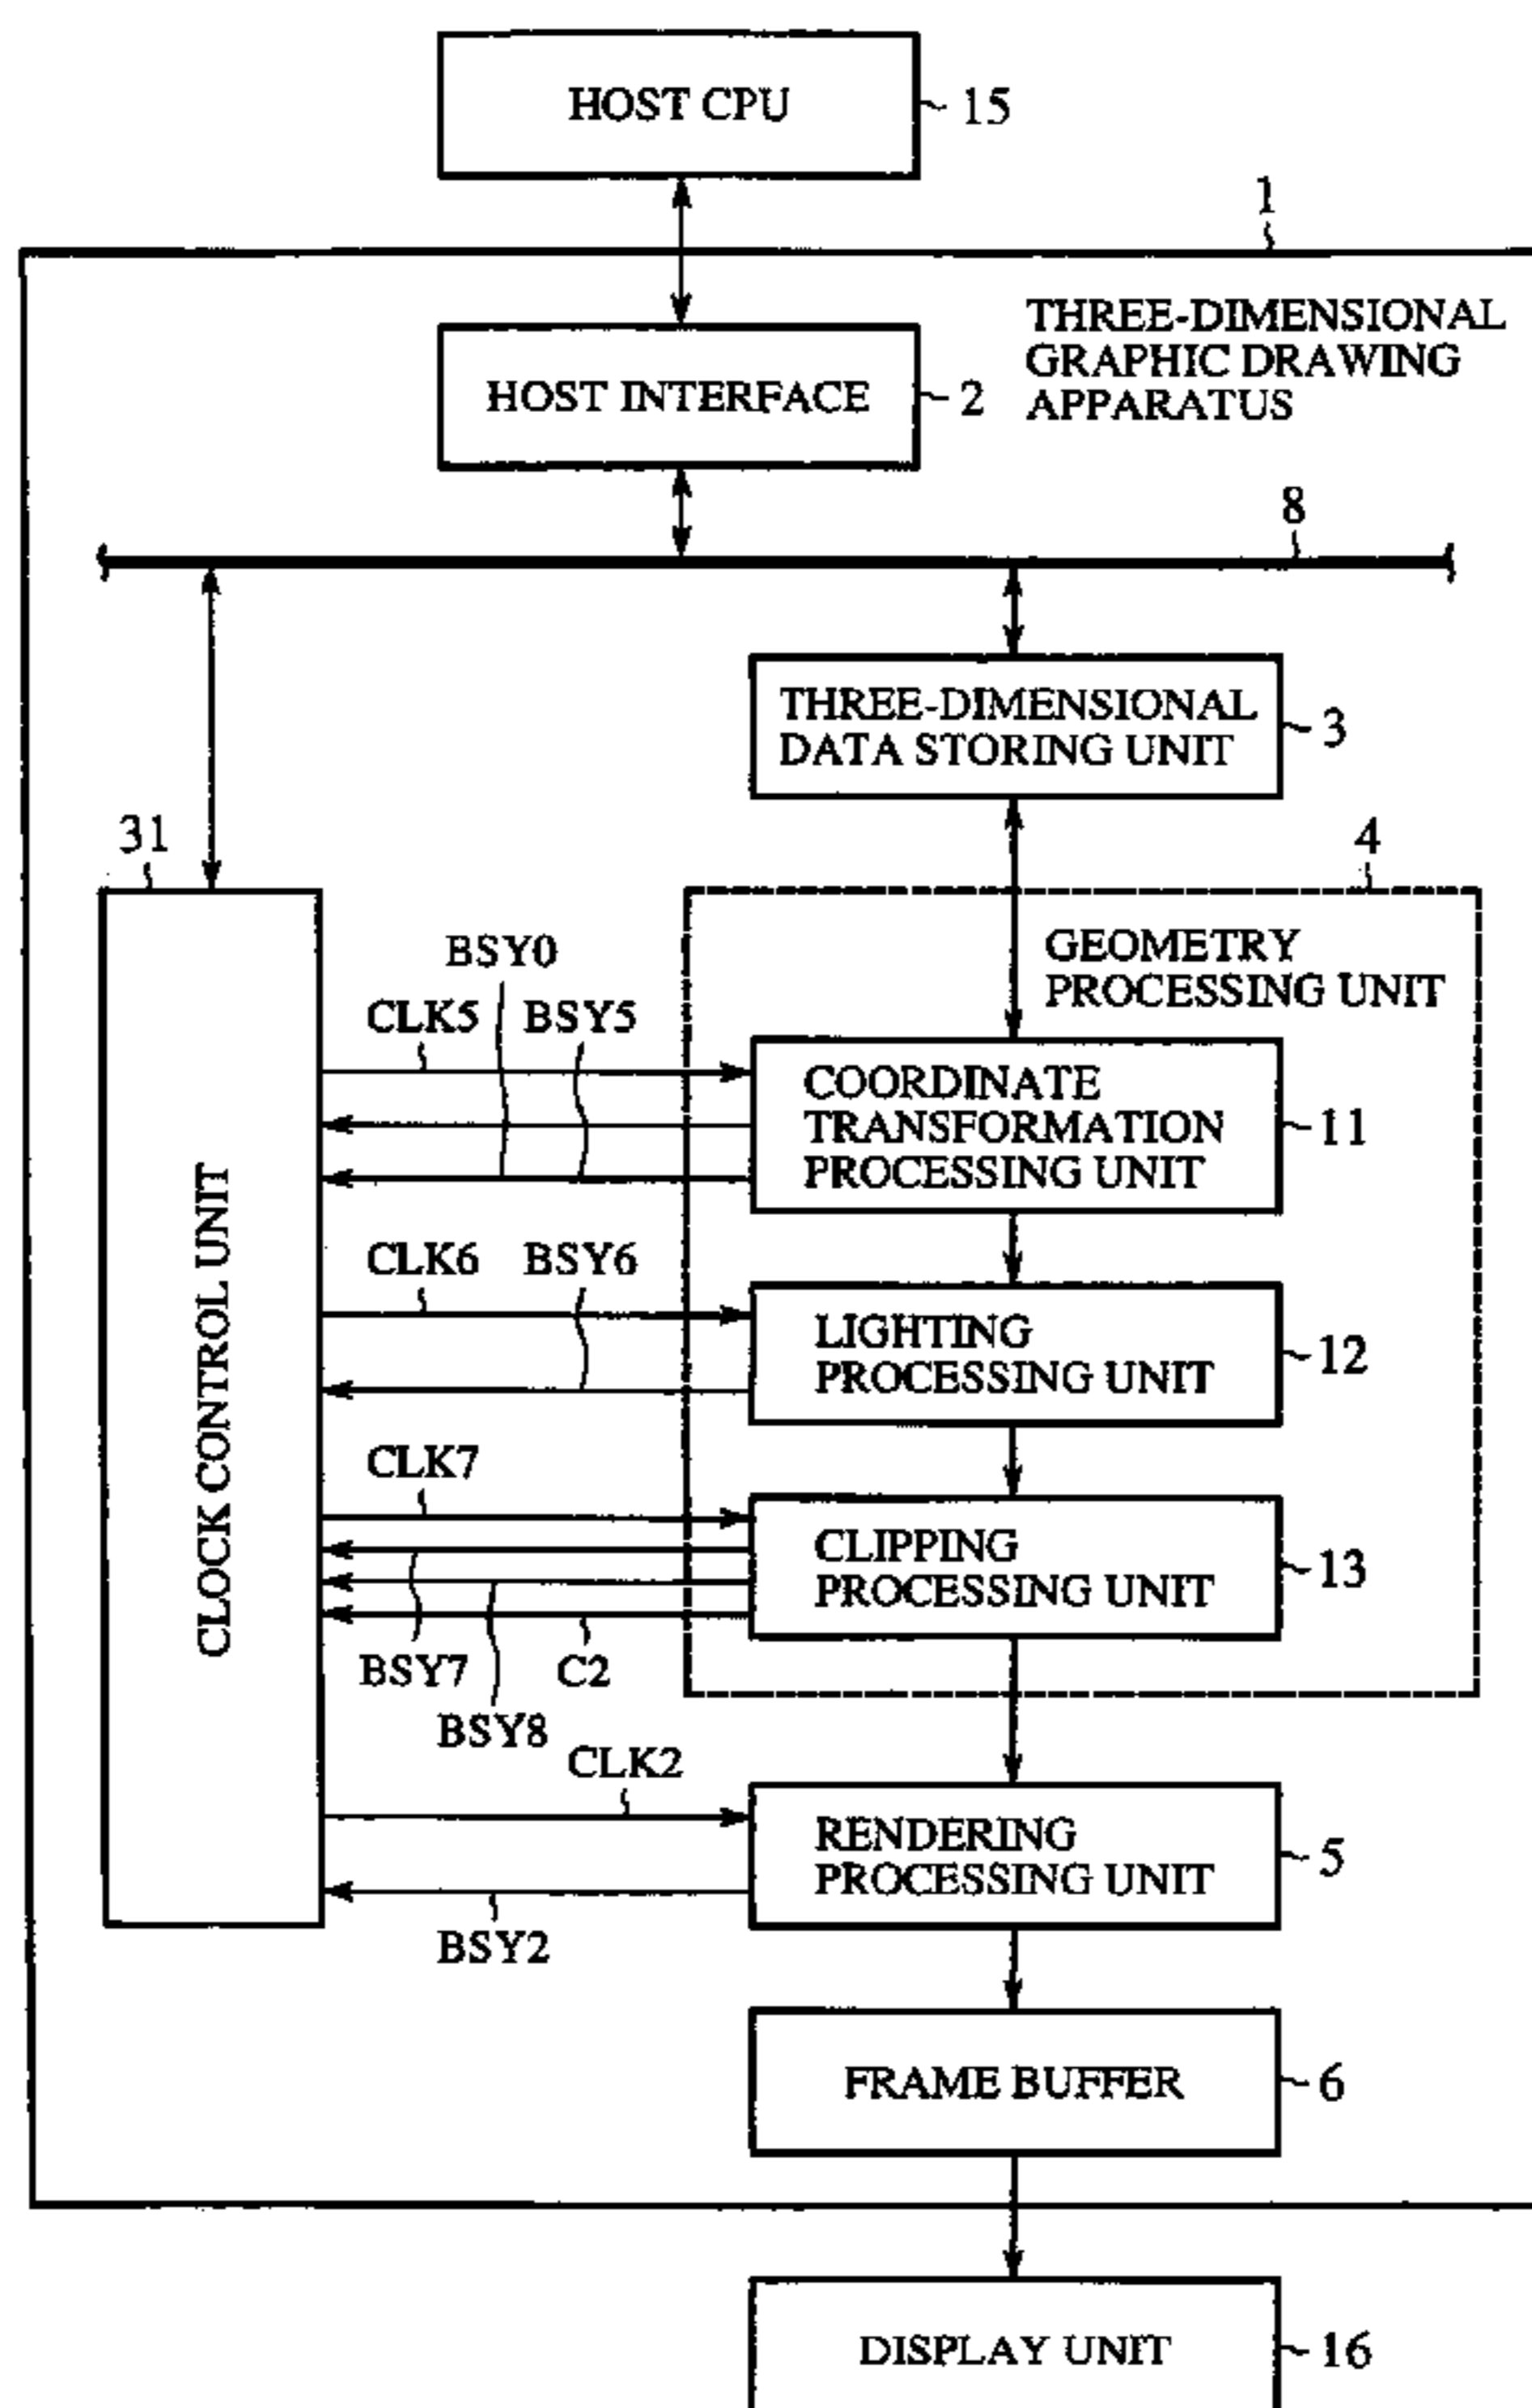 HOST CPU
15
1
HOST INTERFACE
2
THREE-DIMENSIONAL
GRAPHIC DRAWING
APPARATUS
8
THREE-DIMENSIONAL
DATA STORING UNIT
3
31
4
CLOCK CONTROL UNIT
GEOMETRY
PROCESSING UNIT
BSY0
CLK5
BSY5
COORDINATE
TRANSFORMATION
PROCESSING UNIT
11
CLK6
BSY6
LIGHTING
PROCESSING UNIT
12
CLK7
CLIPPING
PROCESSING UNIT
13
BSY7
C2
BSY8
CLK2
RENDERING
PROCESSING UNIT
5
BSY2
FRAME BUFFER
6
DISPLAY UNIT
16